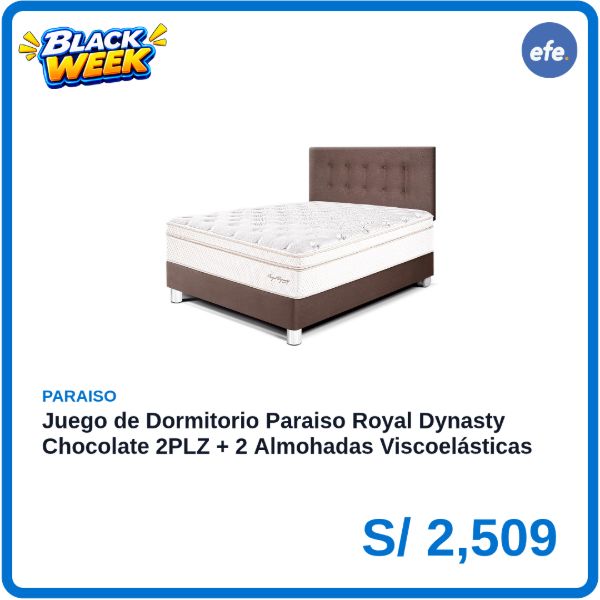 BLACK
WEEK
efe.
PARAISO
Juego de Dormitorio Paraiso Royal Dynasty
Chocolate 2PLZ + 2 Almohadas Viscoelásticas
S/ 2,509